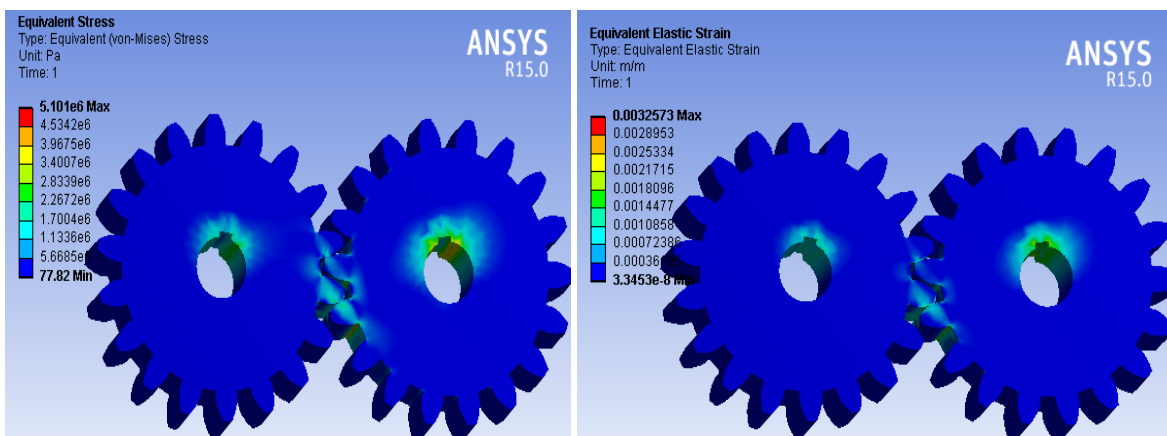 Equivalent Stress
Type: Equivalent (von-Mises) Stress
Unit: Pa
Time: 1
ANSYS
R15.0
5.101e6 Max
4.5342e6
3.9675e6
3.4007e6
2.8339e6
2.2672e6
1.7004e6
1.1336e6
77.82 Min
Equivalent Elastic Strain
Type: Equivalent Elastic Strain
Unit: m/m
Time: 1
ANSYS
R15.0
0.0032573 Max
0.0028953
0.0025334
0.0021715
0.0018096
0.0014477
0.0010858
0.00072386
3.3453e-8